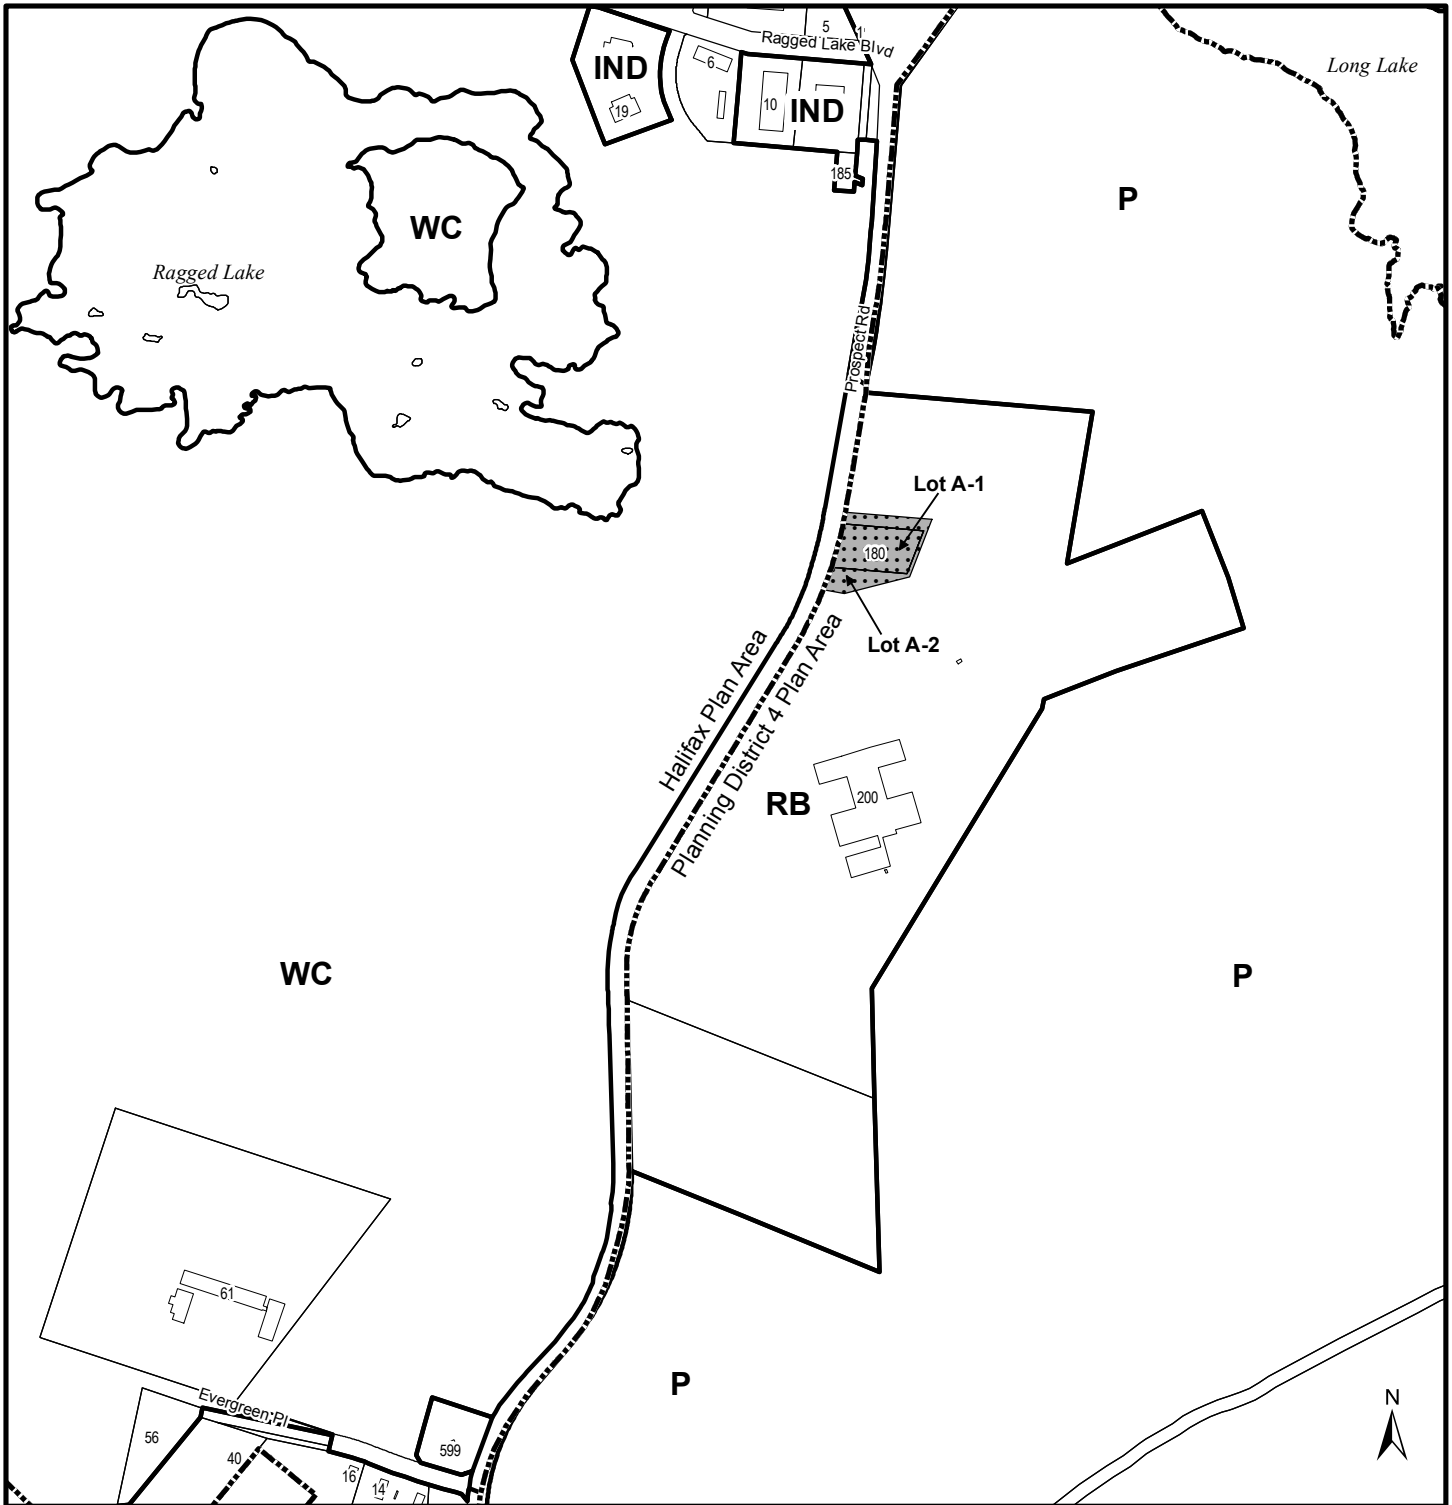 5
1
Ragged Lake Blvd
Long Lake
IND
6
19
10
IND
185
P
WC
Ragged Lake
Prospect Rd
Lot A-1
180
Lot A-2
Halifax Plan Area
Planning District 4 Plan Area
RB
200
WC
P
61
P
N
Evergreen Pl
56
40
599
16
14